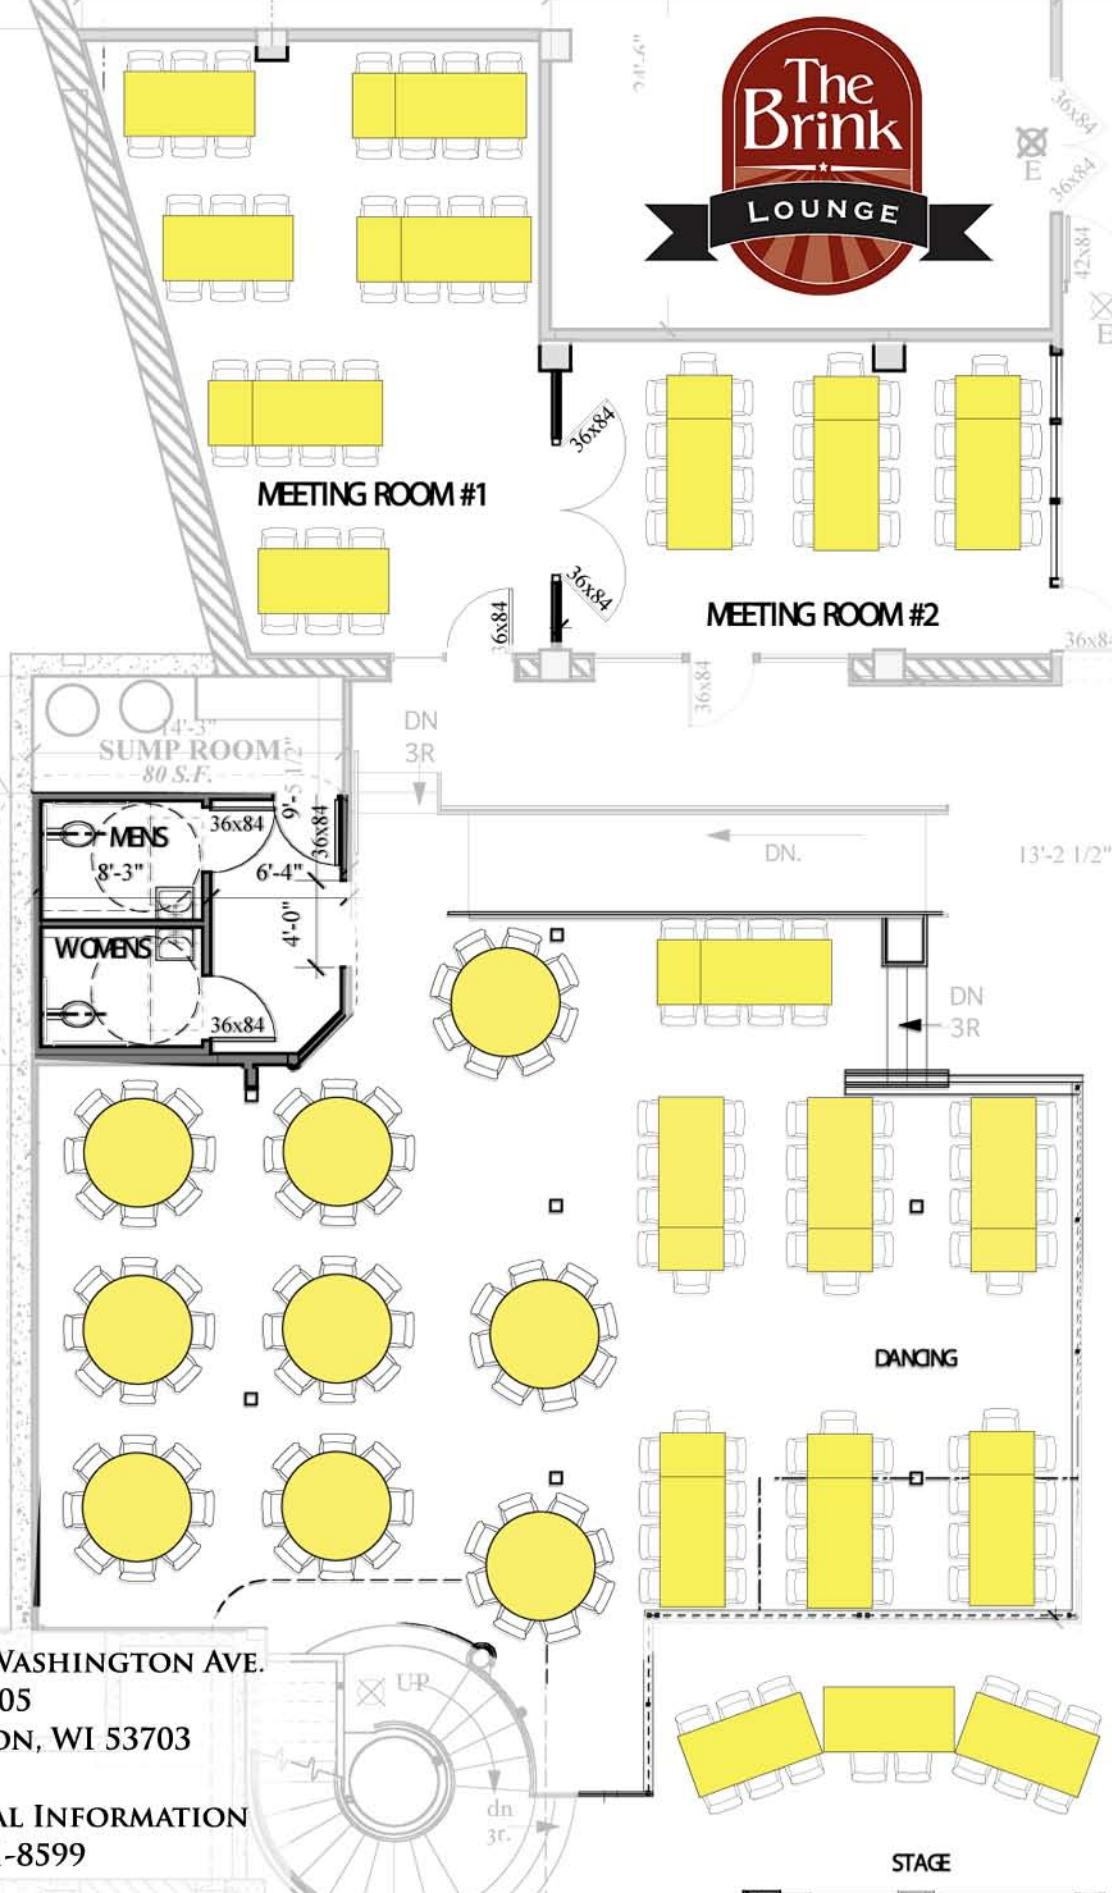 The
Brink
LOUNGE
36x84
E
36x84
42x84
E
36x84
MEETING ROOM #1
36x84
36x84
MEETING ROOM #2
36x84
36x84
14'-3"
SUMP ROOM
80 S.F.
9'-5 1/2"
DN
3R
36x84
36x84
MENS
8'-3"
6'-4"
DN.
13'-2 1/2"
4'-0"
WOMENS
36x84
DN
3R
DANCING
WASHINGTON AVE.
05
ON, WI 53703
UP
AL INFORMATION
-8599
dn
3r.
STAGE